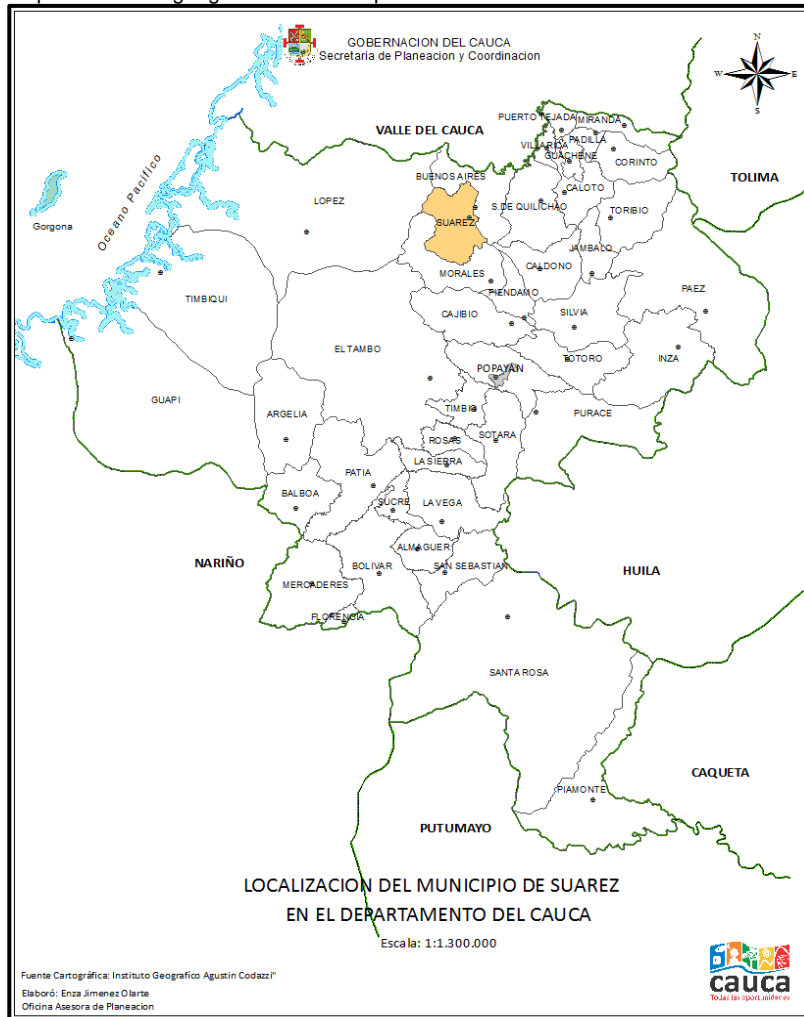 GOBERNACION DEL CAUCA
Secretaria de Planeacion y Coordinacion
N
W
E
S
VALLE DEL CAUCA
PUERTO TEJADA
MIRANDA
PADILLA
VILLARICA
GUACHENE
CORINTO
TOLIMA
BUENOS AIRES
CALOTO
LOPEZ
S.DE QUILICHAO
TORIBIO
SUAREZ
Gorgona
Oceano Pacifico
JAMBALO
MORALES
CALDONO
TIMBIQUI
PIENDAMO
PAEZ
CAJIBIO
SILVIA
EL TAMBO
POPAYAN
TOTORO
INZA
GUAPI
ARGELIA
TIMBIO
PURACE
ROSAS
SOTARA
LA SIERRA
PATIA
BALBOA
SUCRE
LA VEGA
NARIÑO
ALMAGUER
BOLIVAR
SAN SEBASTIAN
HUILA
MERCADERES
FLORENCIA
SANTA ROSA
CAQUETA
PIAMONTE
PUTUMAYO
LOCALIZACION DEL MUNICIPIO DE SUAREZ
EN EL DEPARTAMENTO DEL CAUCA
Escala: 1:1.300.000
Fuente Cartográfica: Instituto Geografico Agustin Codazzi"
Elaboró: Enza Jimenez Olarte
Oficina Asesora de Planeacion
cauca
Todas las oportunidades